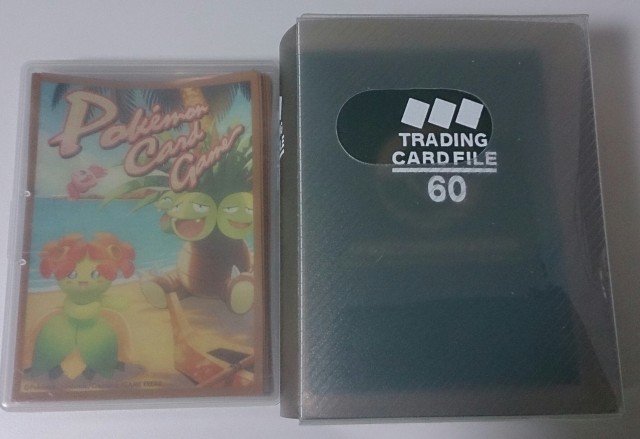 Pokémon
Card
Game
TRADING
CARD FILE
60